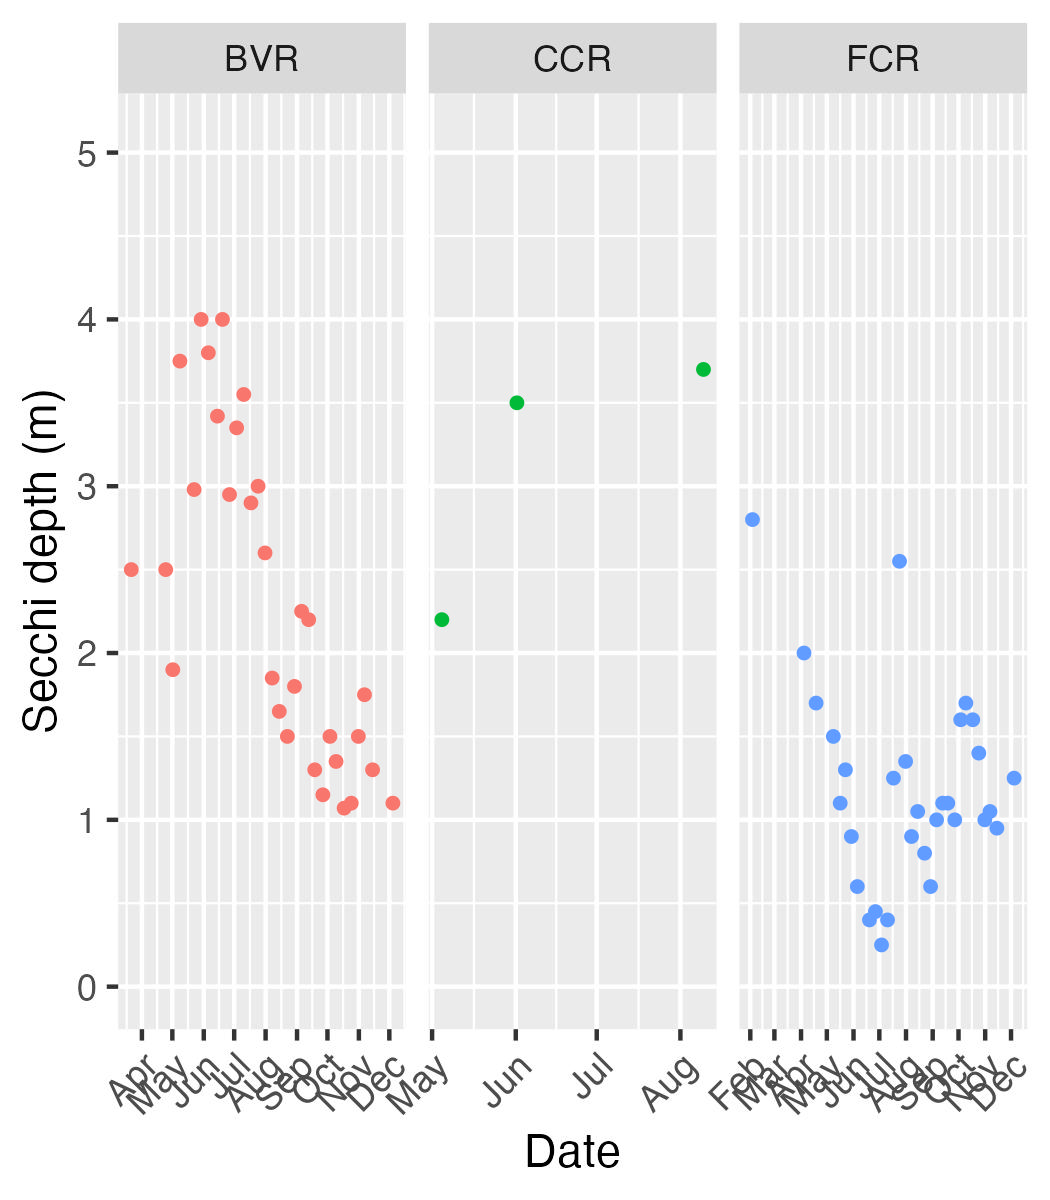 BVR CCR FCR
5
4
3
2
1
0
Secchi depth (m)
Apr May Jun Jul Aug Sep Oct Nov Dec May Jun Jul Aug Feb Mar Apr May Jun Jul Aug Sep Oct Nov Dec
Date